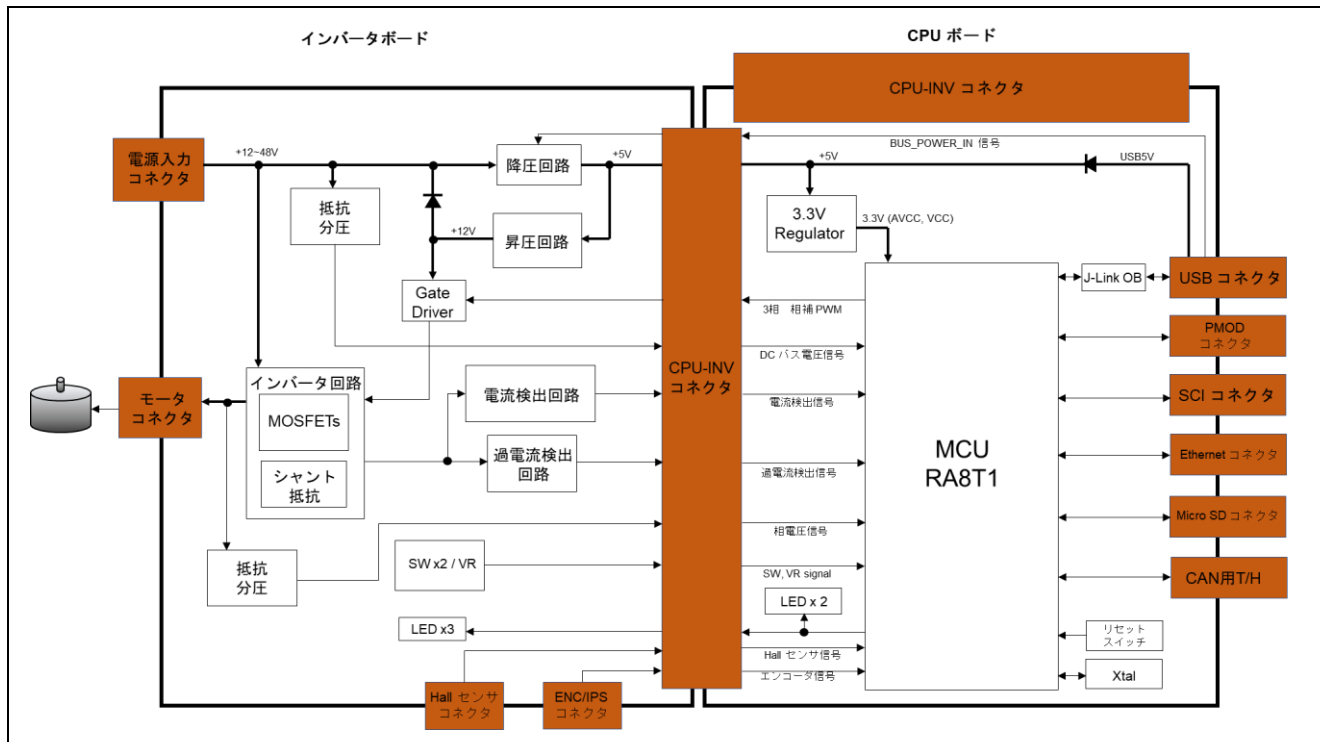 インバータボード
CPU ボード
CPU-INV コネクタ
電源入力
コネクタ
+12~48V
降圧回路
+5V
BUS_POWER_IN 信号
+5V
USB5V
抵抗
分圧
+12V
昇圧回路
3.3V
Regulator
3.3V (AVCC, VCC)
Gate
Driver
CPU-INV
コネクタ
3相 相補 PWM
DC バス電圧信号
電流検出信号
過電流検出信号
相電圧信号
SW, VR signal
LED x 2
Hall センサ信号
エンコーダ信号
MCU
RA8T1
J-Link OB
USB コネクタ
PMOD
コネクタ
SCI コネクタ
Ethernet コネクタ
Micro SD コネクタ
CAN用T/H
リセット
スイッチ
Xtal
モータ
コネクタ
インバータ回路
MOSFETs
シャント
抵抗
電流検出回路
過電流検出
回路
抵抗
分圧
SW x2 / VR
LED x3
Hall センサ
コネクタ
ENC/IPS
コネクタ